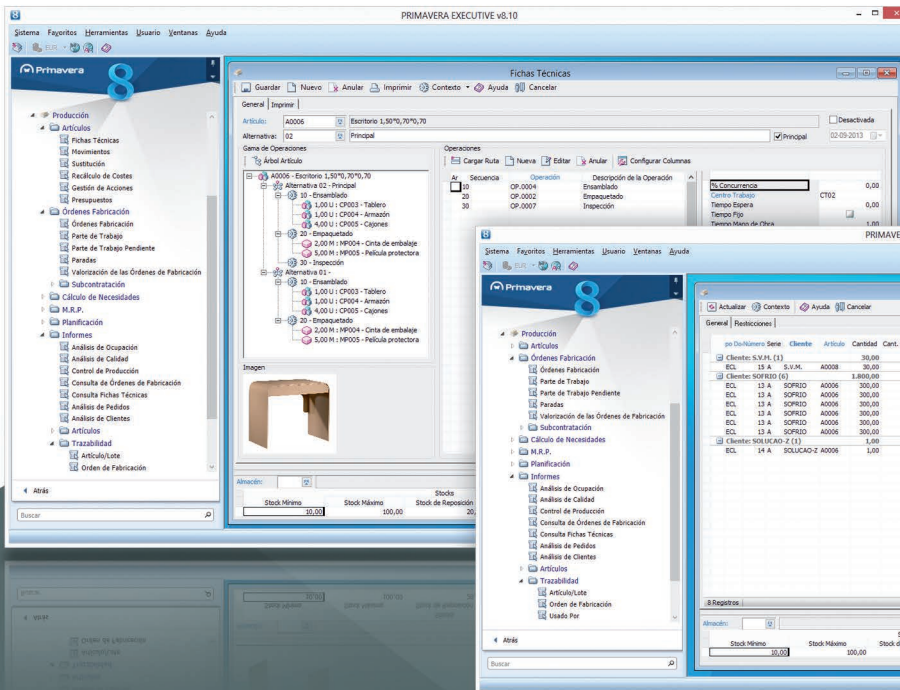 PRIMAVERA EXECUTIVE v8.10
Sistema Favoritos Herramientas Usuario Ventanas Ayuda
EUR
Primavera 8
Producción
Artículos
Fichas Técnicas
Movimientos
Sustitución
Recálculo de Costes
Gestión de Acciones
Presupuestos
Órdenes Fabricación
Órdenes Fabricación
Parte de Trabajo
Parte de Trabajo Pendiente
Paradas
Valorización de las Órdenes de Fabricación
Subcontratación
Cálculo de Necesidades
M.R.P.
Planificación
Informes
Análisis de Ocupación
Análisis de Calidad
Control de Producción
Consulta de Órdenes de Fabricación
Consulta Fichas Técnicas
Análisis de Pedidos
Análisis de Clientes
Artículos
Trazabilidad
Artículo/Lote
Orden de Fabricación
Atrás
Buscar
Fichas Técnicas
Guardar Nuevo Anular Imprimir Contexto Ayuda Cancelar
General Imprimir
Artículo: A0006 Escritorio 1,50*0,70*0,70 Desactivada
Alternativa: 02 Principal Principal 02-09-2013
Gama de Operaciones
Árbol Artículo
A0006 - Escritorio 1,50*0,70*0,70
Alternativa 02 - Principal
10 - Ensamblado
1,00 U : CP003 - Tablero
1,00 U : CP004 - Armazón
4,00 U : CP005 - Cajones
20 - Empaquetado
2,00 M : MP004 - Cinta de embalaje
5,00 M : MP005 - Película protectora
30 - Inspección
Alternativa 01 -
10 - Ensamblado
1,00 U : CP003 - Tablero
1,00 U : CP004 - Armazón
4,00 U : CP005 - Cajones
20 - Empaquetado
2,00 M : MP004 - Cinta de embalaje
5,00 M : MP005 - Película protectora
Imagen
Operaciones
Cargar Ruta Nueva Editar Anular Configurar Columnas
Ar Secuencia Operación Descripción de la Operación
10 OP.0004 Ensamblado
20 OP.0002 Empaquetado
30 OP.0007 Inspección
% Concurrencia 0,00
Centro Trabajo CT02
Tiempo Espera 0,00
Tiempo Fijo
Tiempo Mano de Obra 1,00
Almacén:
Stocks
Stock Mínimo Stock Máximo Stock de Reposición
10,00 100,00 20,
PRIMAVE
Sistema Favoritos Herramientas Usuario Ventanas Ayuda
EUR
Primavera 8
Producción
Artículos
Órdenes Fabricación
Órdenes Fabricación
Parte de Trabajo
Parte de Trabajo Pendiente
Paradas
Valorización de las Órdenes de Fabricación
Subcontratación
Cálculo de Necesidades
M.R.P.
Planificación
Informes
Análisis de Ocupación
Análisis de Calidad
Control de Producción
Consulta de Órdenes de Fabricación
Consulta Fichas Técnicas
Análisis de Pedidos
Análisis de Clientes
Artículos
Trazabilidad
Artículo/Lote
Orden de Fabricación
Usado Por
Atrás
Buscar
Actualizar Contexto Ayuda Cancelar
General Restricciones
po Do Número Serie Cliente Artículo Cantidad Cant.
Cliente: S.V.M. (1) 30,00
ECL 15 A S.V.M. A0008 30,00
Cliente: SOFRIO (6) 1.800,00
ECL 13 A SOFRIO A0006 300,00
ECL 13 A SOFRIO A0006 300,00
ECL 13 A SOFRIO A0006 300,00
ECL 13 A SOFRIO A0006 300,00
ECL 13 A SOFRIO A0006 300,00
ECL 13 A SOFRIO A0006 300,00
Cliente: SOLUCAO-Z (1) 1,00
ECL 14 A SOLUCAO-Z A0006 1,00
8 Registros
Almacén:
S
Stock Mínimo Stock Máximo Stock d
10,00 100,00